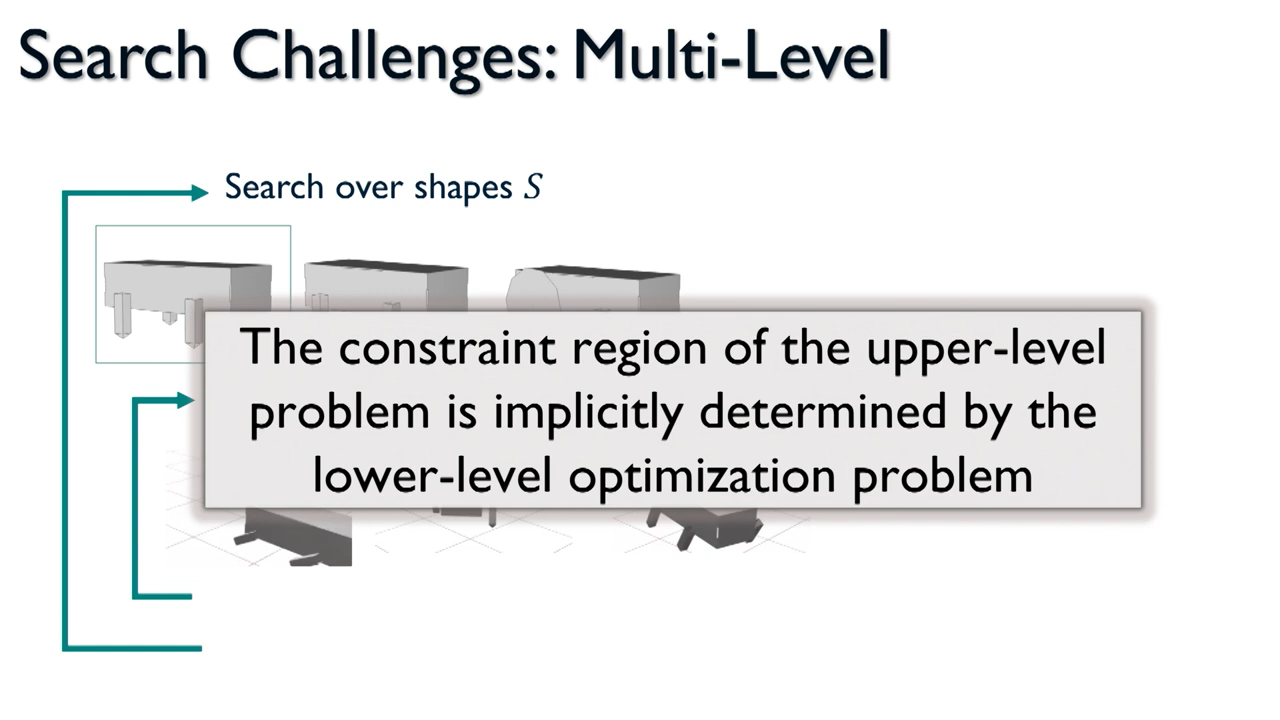 Search Challenges: Multi-Level
Search over shapes S
The constraint region of the upper-level
problem is implicitly determined by the
lower-level optimization problem